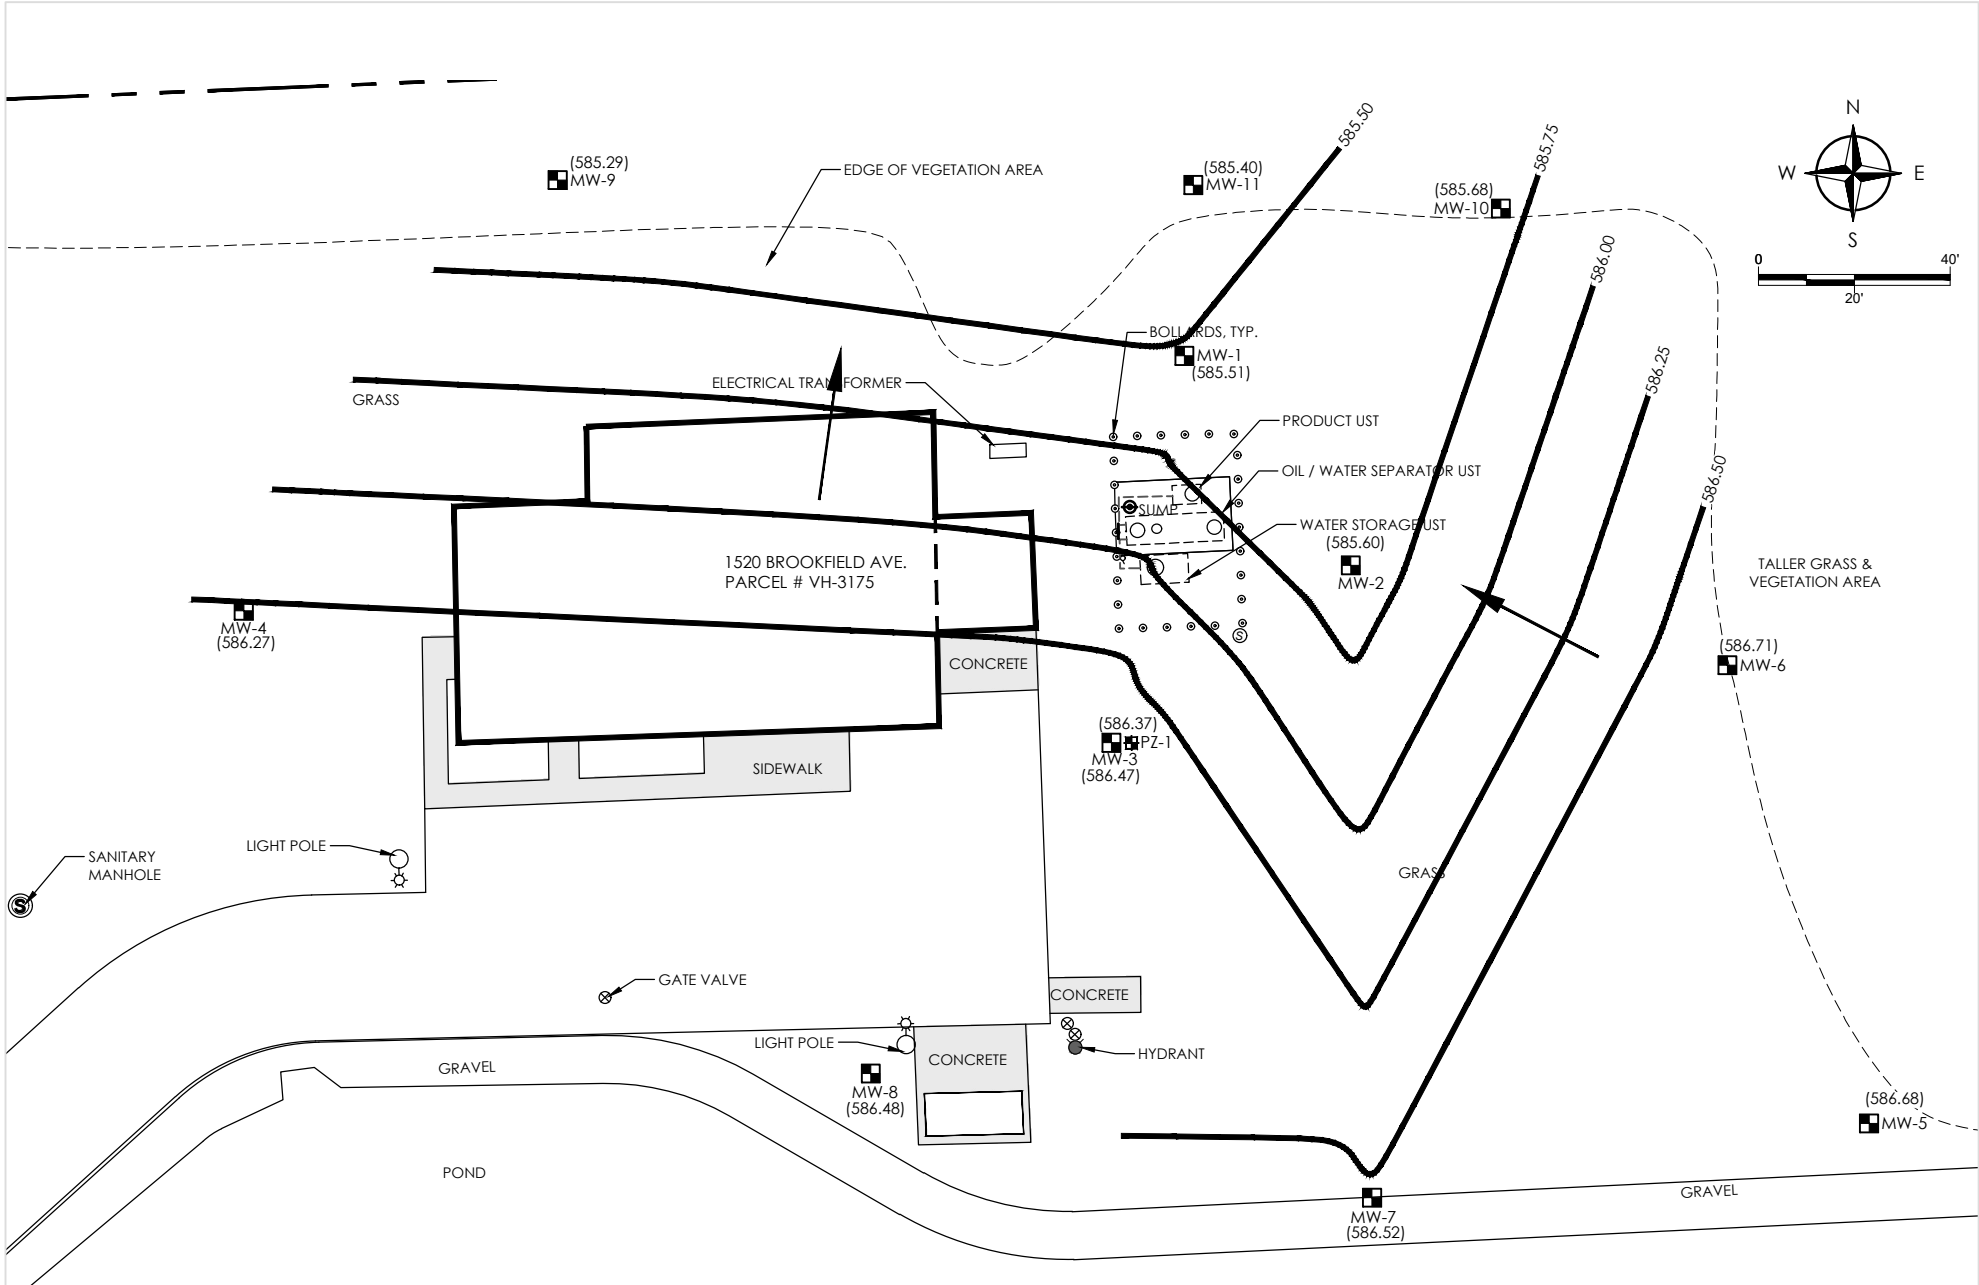 585.50
585.75
586.00
586.25
586.50
N
W
E
S
0
40'
20'
(585.29)
MW-9
EDGE OF VEGETATION AREA
(585.40)
MW-11
(585.68)
MW-10
BOLLARDS, TYP.
MW-1
(585.51)
ELECTRICAL TRANSFORMER
GRASS
PRODUCT UST
OIL / WATER SEPARATOR UST
SUMP
WATER STORAGE UST
(585.60)
MW-2
1520 BROOKFIELD AVE.
PARCEL # VH-3175
TALLER GRASS &
VEGETATION AREA
MW-4
(586.27)
S
CONCRETE
(586.71)
MW-6
(586.37)
PZ-1
MW-3
(586.47)
SIDEWALK
LIGHT POLE
SANITARY
MANHOLE
S
GRASS
GATE VALVE
CONCRETE
LIGHT POLE
HYDRANT
CONCRETE
GRAVEL
MW-8
(586.48)
(586.68)
MW-5
POND
GRAVEL
MW-7
(586.52)